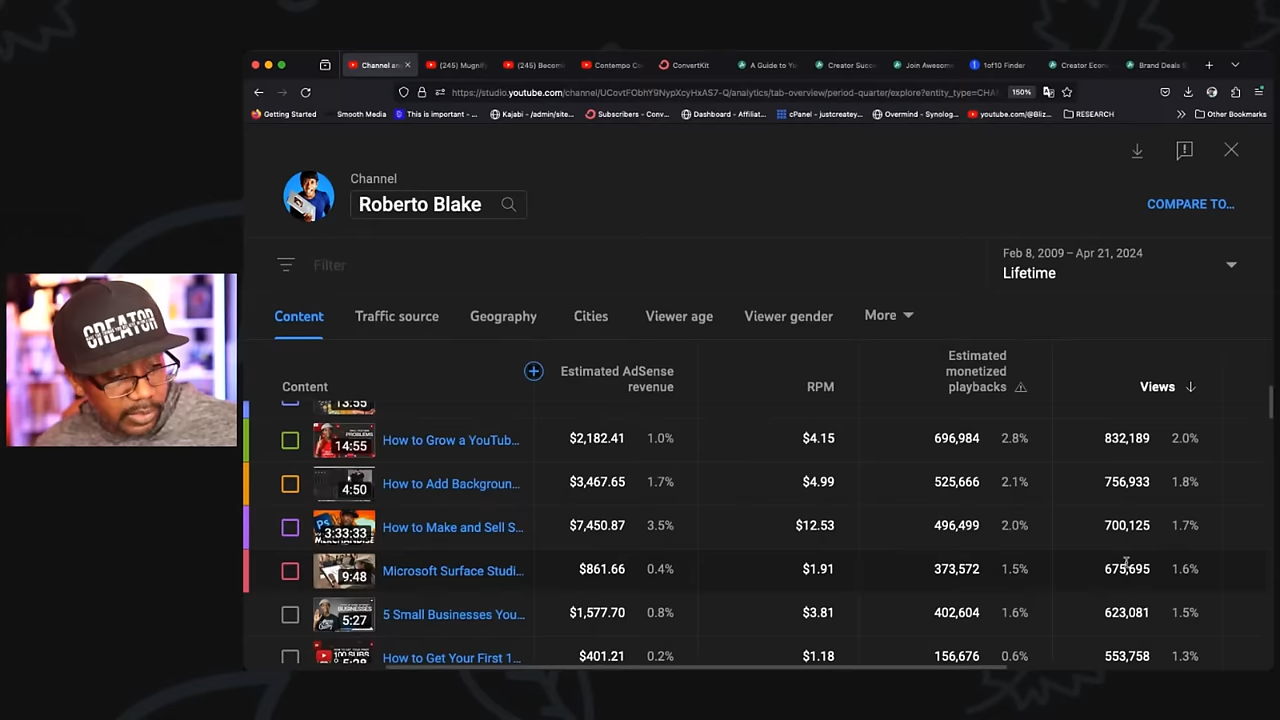 Channel an
(245) Mugnif
(245) Becom
Contempo Co
ConvertKit
A Guide to Yo
Creator Succ
Join Awesom
1of10 Finder
Creator Econ
Brand Deals S
https://studio.youtube.com/channel/UCovtFObhY9NypXcyHxAS7-Q/analytics/tab-overview/period-quarter/explore?entity_type=CHA
150%
Getting Started
Smooth Media
This is important - ...
Kajabi - /admin/site...
Subscribers - Conv...
Dashboard - Affiliat...
cPanel - justcreatey...
Overmind - Synolog...
youtube.com/@Bliz...
RESEARCH
Other Bookmarks
Channel
Roberto Blake
COMPARE TO...
Filter
Feb 8, 2009 – Apr 21, 2024
Lifetime
Content Traffic source Geography Cities Viewer age Viewer gender More
Content
Estimated AdSense
revenue
RPM
Estimated
monetized
playbacks
Views
13:55
14:55 How to Grow a YouTub... $2,182.41 1.0% $4.15 696,984 2.8% 832,189 2.0%
4:50 How to Add Backgroun... $3,467.65 1.7% $4.99 525,666 2.1% 756,933 1.8%
3:33:33 How to Make and Sell S... $7,450.87 3.5% $12.53 496,499 2.0% 700,125 1.7%
9:48 Microsoft Surface Studi... $861.66 0.4% $1.91 373,572 1.5% 675,695 1.6%
5:27 5 Small Businesses You... $1,577.70 0.8% $3.81 402,604 1.6% 623,081 1.5%
5:28 How to Get Your First 1... $401.21 0.2% $1.18 156,676 0.6% 553,758 1.3%
CREATOR